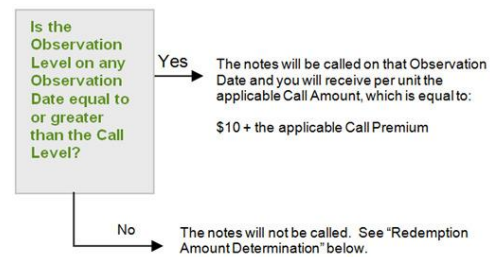 Is the
Observation
Level on any
Observation
Date equal to
or greater
than the Call
Level?
Yes
The notes will be called on that Observation
Date and you will receive per unit the
applicable Call Amount, which is equal to:
$10 + the applicable Call Premium
No
The notes will not be called. See “Redemption
Amount Determination” below.